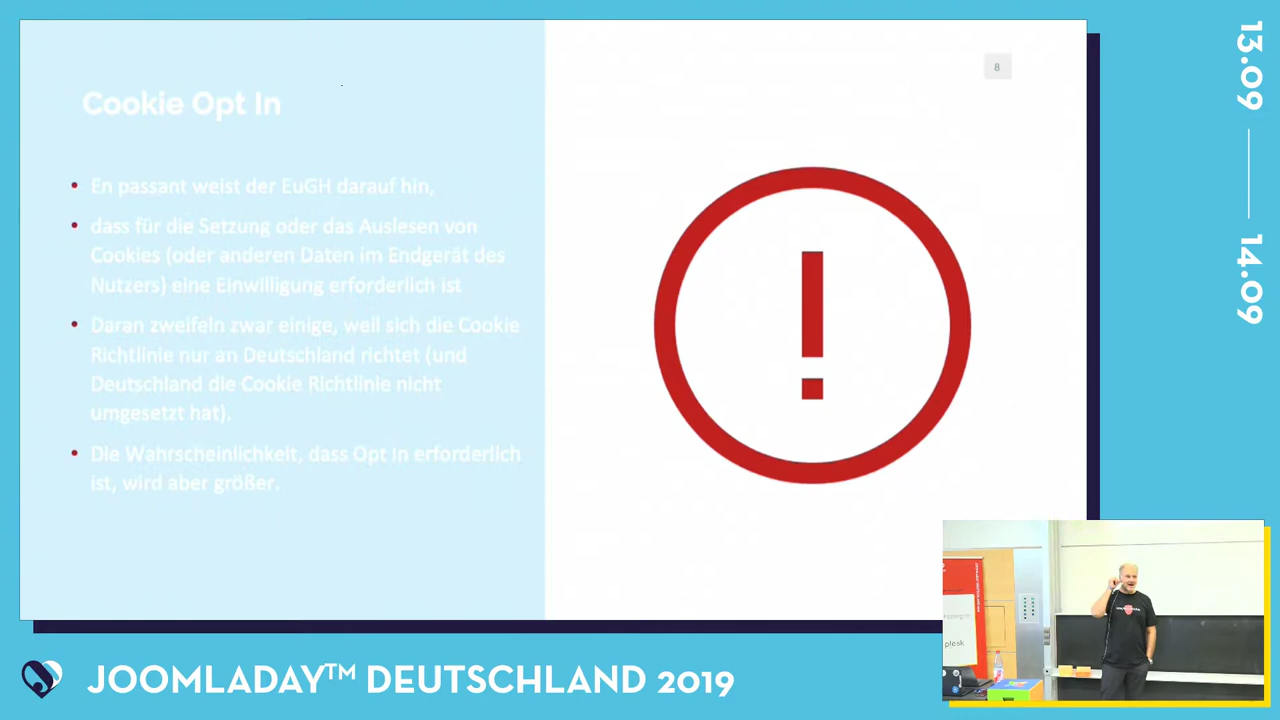 8
Cookie Opt In
• En passant weist der EuGH darauf hin,
• dass für die Setzung oder das Auslesen von
Cookies (oder anderen Daten im Endgerät des
Nutzers) eine Einwilligung erforderlich ist
• Daran zweifeln zwar einige, weil sich die Cookie
Richtlinie nur an Deutschland richtet (und
Deutschland die Cookie Richtlinie nicht
umgesetzt hat).
• Die Wahrscheinlichkeit, dass Opt In erforderlich
ist, wird aber größer.
!
13.09
14.09
plesk
JOOMLADAY™ DEUTSCHLAND 2019